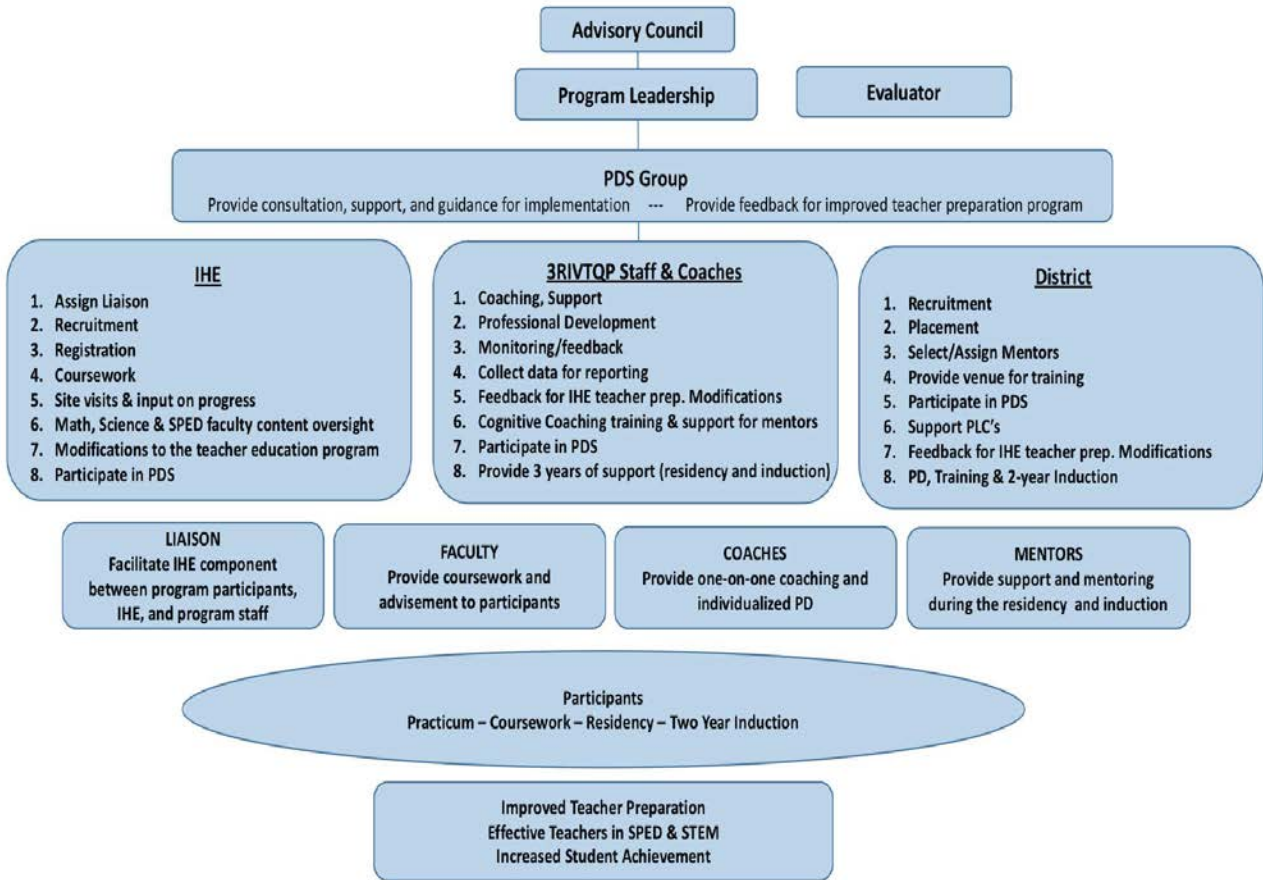 Advisory Council
Program Leadership
Evaluator
PDS Group
Provide consultation, support, and guidance for implementation --- Provide feedback for improved teacher preparation program
IHE
1. Assign Liaison
2. Recruitment
3. Registration
4. Coursework
5. Site visits & input on progress
6. Math, Science & SPED faculty content oversight
7. Modifications to the teacher education program
8. Participate in PDS
3RIVTQP Staff & Coaches
1. Coaching, Support
2. Professional Development
3. Monitoring/feedback
4. Collect data for reporting
5. Feedback for IHE teacher prep. Modifications
6. Cognitive Coaching training & support for mentors
7. Participate in PDS
8. Provide 3 years of support (residency and induction)
District
1. Recruitment
2. Placement
3. Select/Assign Mentors
4. Provide venue for training
5. Participate in PDS
6. Support PLC's
7. Feedback for IHE teacher prep. Modifications
8. PD, Training & 2-year Induction
LIAISON
Facilitate IHE component
between program participants,
IHE, and program staff
FACULTY
Provide coursework and
advisement to participants
COACHES
Provide one-on-one coaching and
individualized PD
MENTORS
Provide support and mentoring
during the residency and induction
Participants
Practicum – Coursework – Residency – Two Year Induction
Improved Teacher Preparation
Effective Teachers in SPED & STEM
Increased Student Achievement